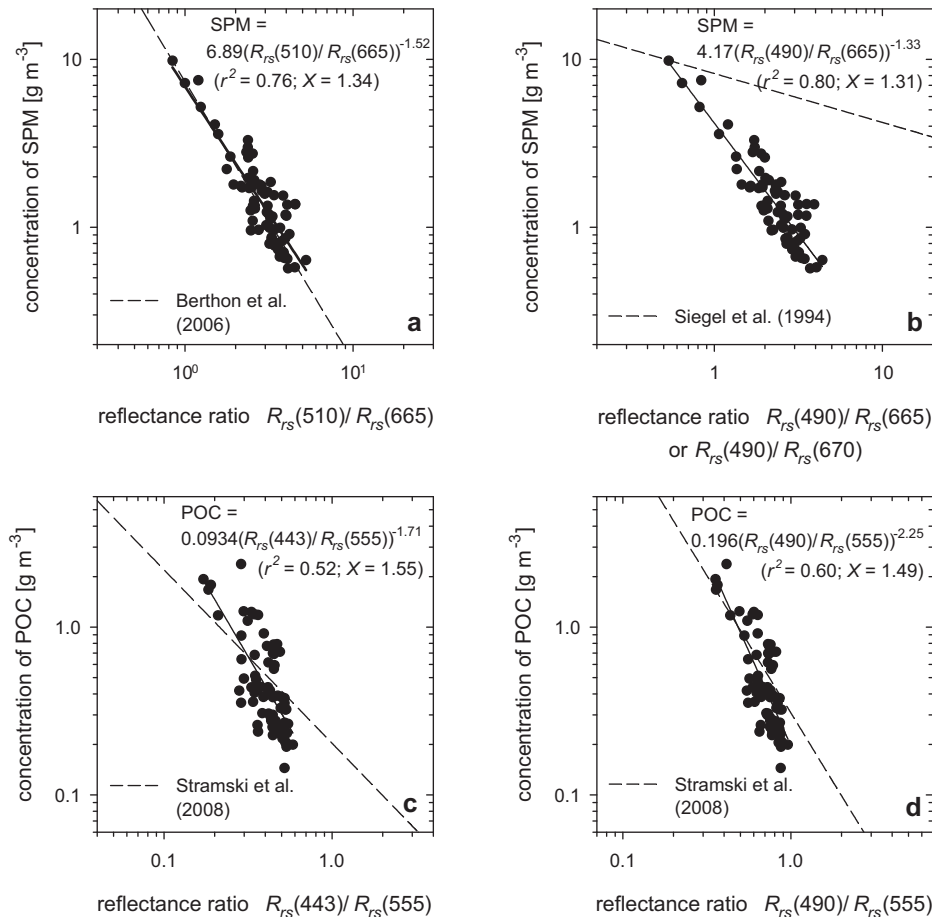 SPM =
6.89(Rrs(510)/ Rrs(665))-1.52
(r2 = 0.76; X = 1.34)
concentration of SPM [g m-3]
10
1
Berthon et al.
(2006)
a
100
101
reflectance ratio Rrs(510)/ Rrs(665)
SPM =
4.17(Rrs(490)/ Rrs(665))-1.33
(r2 = 0.80; X = 1.31)
concentration of SPM [g m-3]
10
1
Siegel et al. (1994)
b
1
10
reflectance ratio Rrs(490)/ Rrs(665)
or Rrs(490)/ Rrs(670)
POC =
0.0934(Rrs(443)/ Rrs(555))-1.71
(r2 = 0.52; X = 1.55)
concentration of POC [g m-3]
1.0
0.1
Stramski et al.
(2008)
c
0.1
1.0
reflectance ratio Rrs(443)/ Rrs(555)
POC =
0.196(Rrs(490)/ Rrs(555))-2.25
(r2 = 0.60; X = 1.49)
concentration of POC [g m-3]
1.0
0.1
Stramski et al.
(2008)
d
0.1
1.0
reflectance ratio Rrs(490)/ Rrs(555)